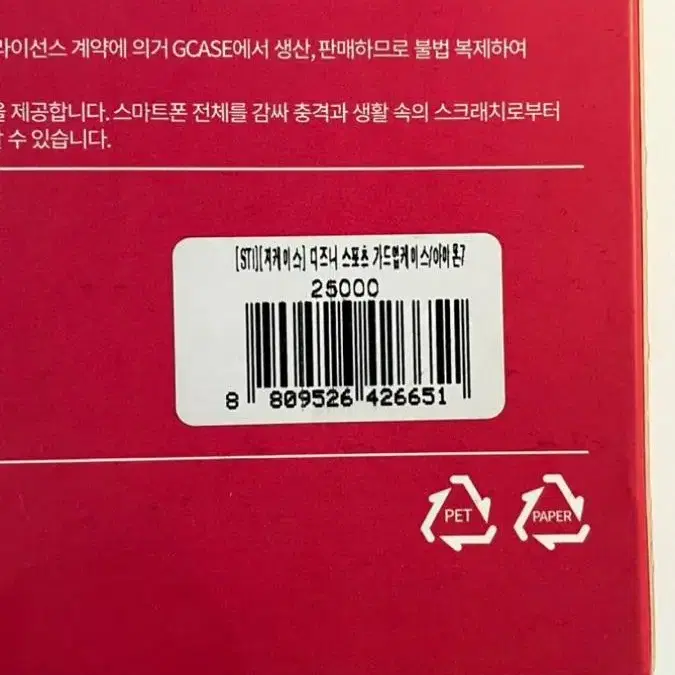 라이선스 계약에 의거 GCASE에서 생산, 판매하므로 불법 복제하여
을 제공합니다. 스마트폰 전체를 감싸 충격과 생활 속의 스크래치로부터
수 있습니다.
[STI][지케이스] 디즈니 스포츠 가드업케이스/아이폰7
25000
8 809526 426651
PET
PAPER